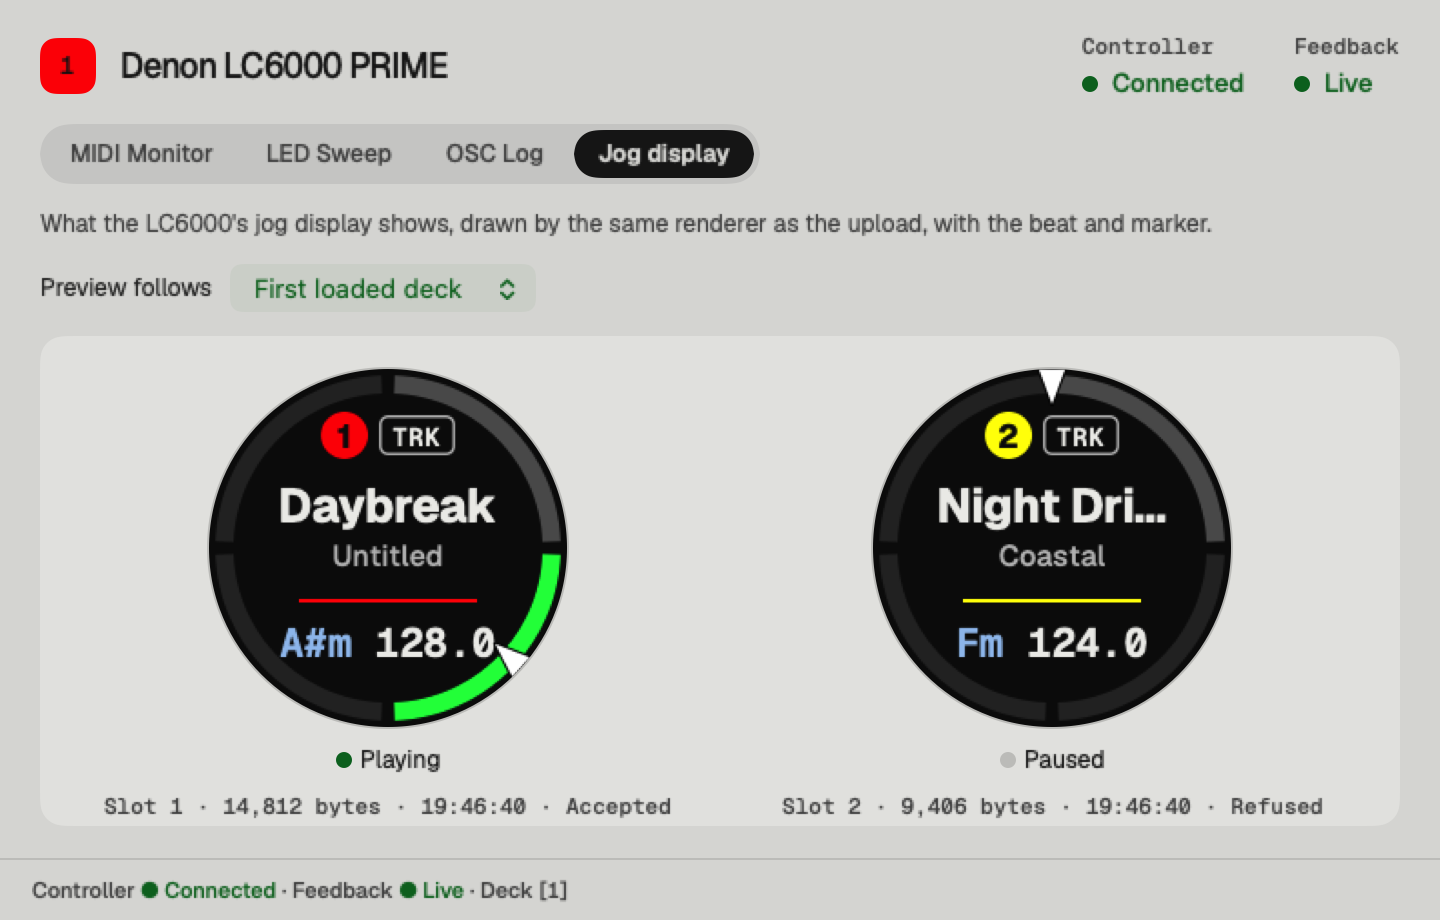 1 Denon LC6000 PRIME
Controller
Connected
Feedback
Live
MIDI Monitor LED Sweep OSC Log Jog display
What the LC6000's jog display shows, drawn by the same renderer as the upload, with the beat and marker.
Preview follows First loaded deck
1 TRK
Daybreak
Untitled
A#m 128.0
Playing
Slot 1 · 14,812 bytes · 19:46:40 · Accepted
2 TRK
Night Dri...
Coastal
Fm 124.0
Paused
Slot 2 · 9,406 bytes · 19:46:40 · Refused
Controller Connected · Feedback Live · Deck [1]